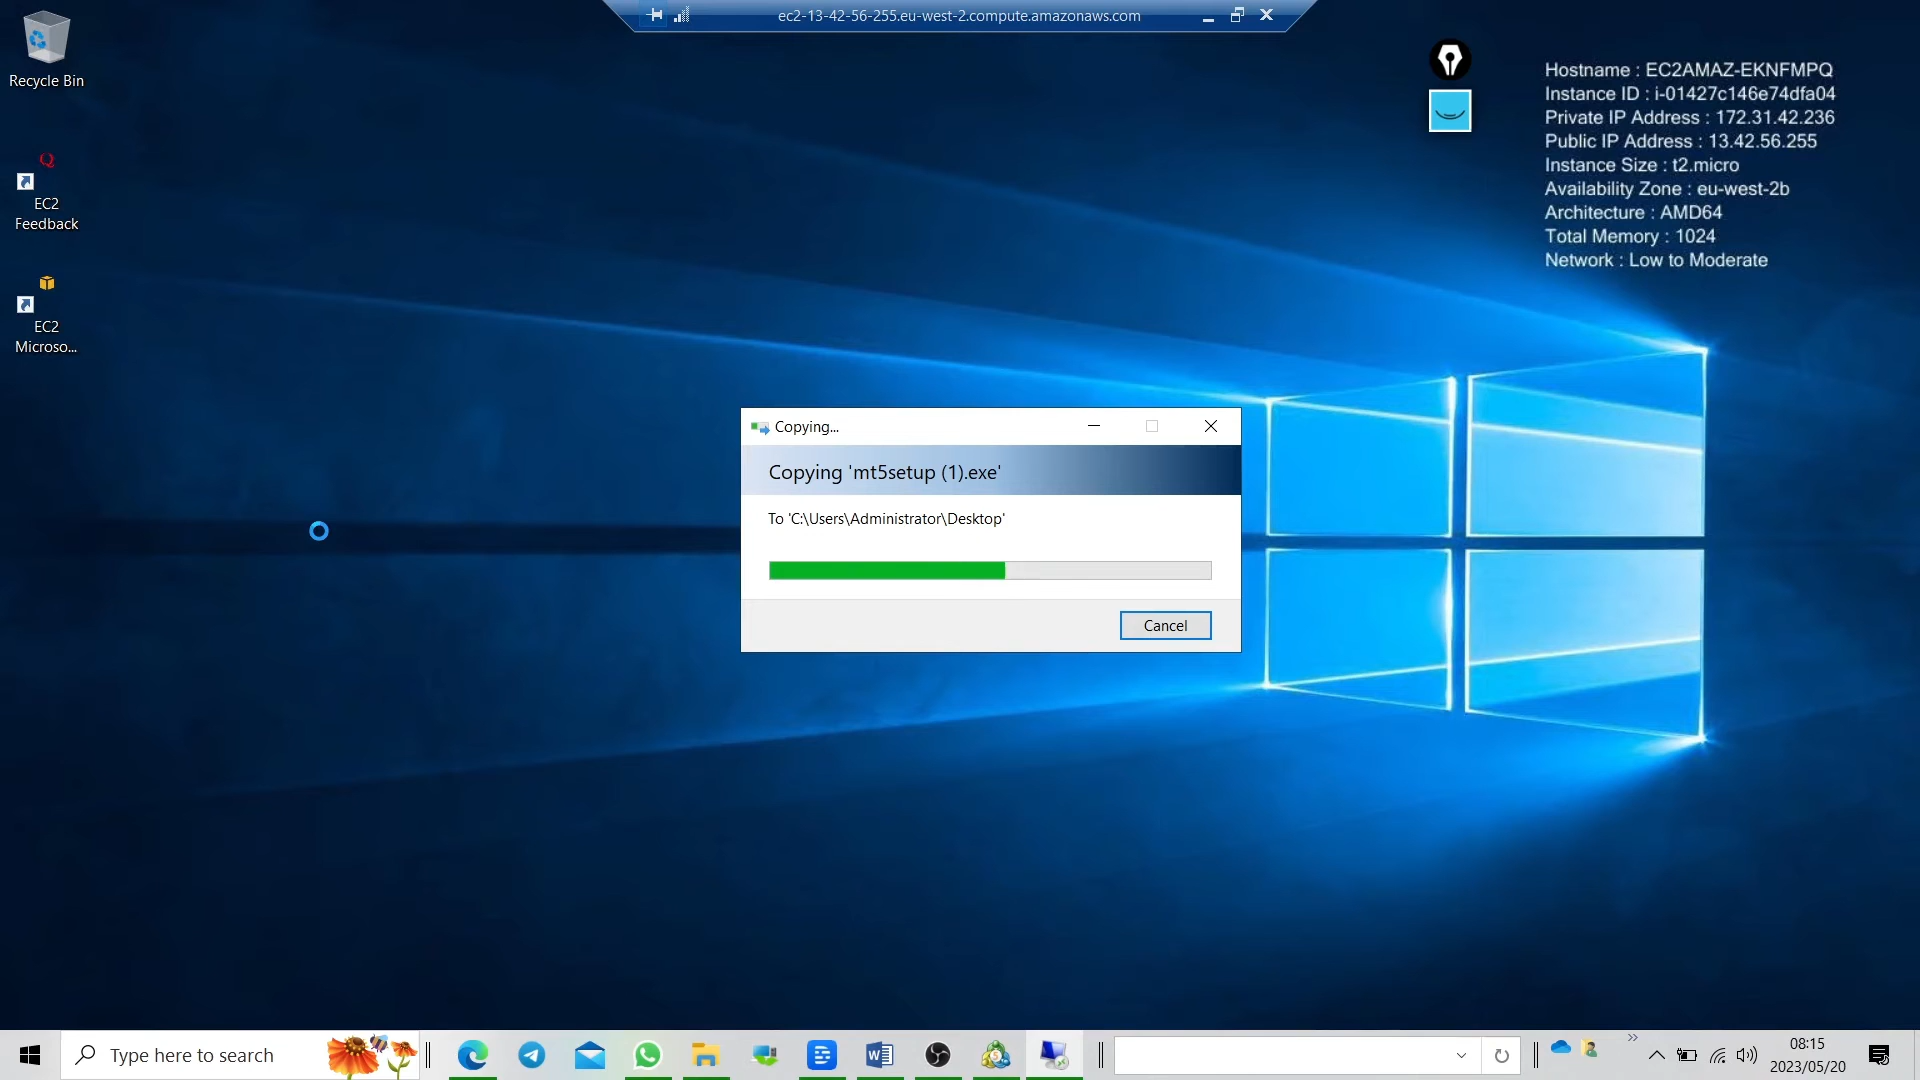 ec2-13-42-56-255.eu-west-2.compute.amazonaws.com
Recycle Bin
EC2
Feedback
EC2
Microso...
Hostname : EC2AMAZ-EKNFMPQ
Instance ID : i-01427c146e74dfa04
Private IP Address : 172.31.42.236
Public IP Address : 13.42.56.255
Instance Size : t2.micro
Availability Zone : eu-west-2b
Architecture : AMD64
Total Memory : 1024
Network : Low to Moderate
Copying...
Copying 'mt5setup (1).exe'
To 'C:\Users\Administrator\Desktop'
Cancel
Type here to search
08:15
2023/05/20